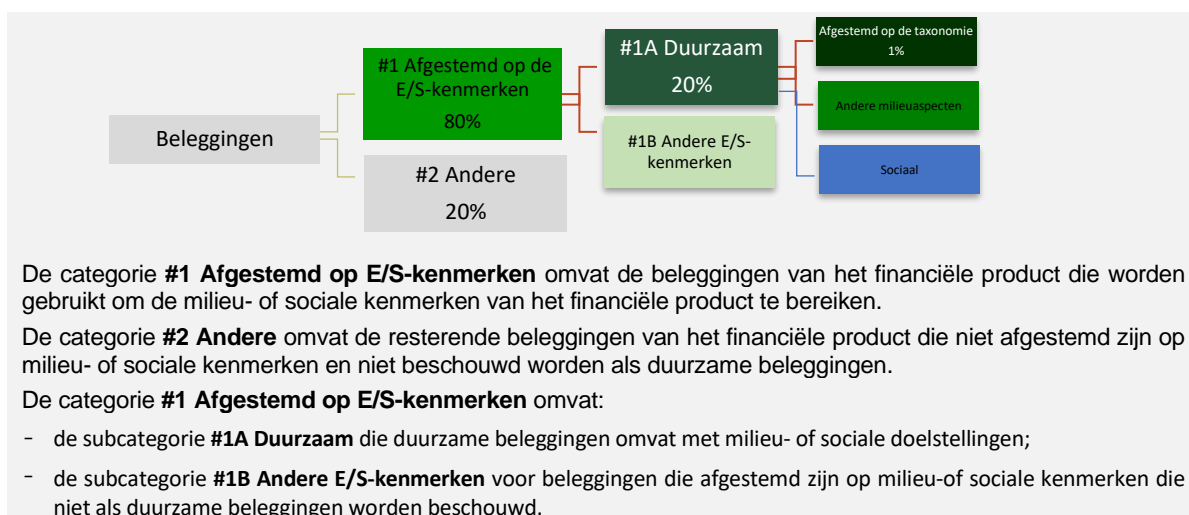 Beleggingen
#1 Afgestemd op de
E/S-kenmerken
80%
#2 Andere
20%
#1A Duurzaam
20%
#1B Andere E/S-
kenmerken
Afgestemd op de taxonomie
1%
Andere milieuaspecten
Sociaal
De categorie #1 Afgestemd op E/S-kenmerken omvat de beleggingen van het financiële product die worden
gebruikt om de milieu- of sociale kenmerken van het financiële product te bereiken.
De categorie #2 Andere omvat de resterende beleggingen van het financiële product die niet afgestemd zijn op
milieu- of sociale kenmerken en niet beschouwd worden als duurzame beleggingen.
De categorie #1 Afgestemd op E/S-kenmerken omvat:
- de subcategorie #1A Duurzaam die duurzame beleggingen omvat met milieu- of sociale doelstellingen;
- de subcategorie #1B Andere E/S-kenmerken voor beleggingen die afgestemd zijn op milieu-of sociale kenmerken die
niet als duurzame beleggingen worden beschouwd.